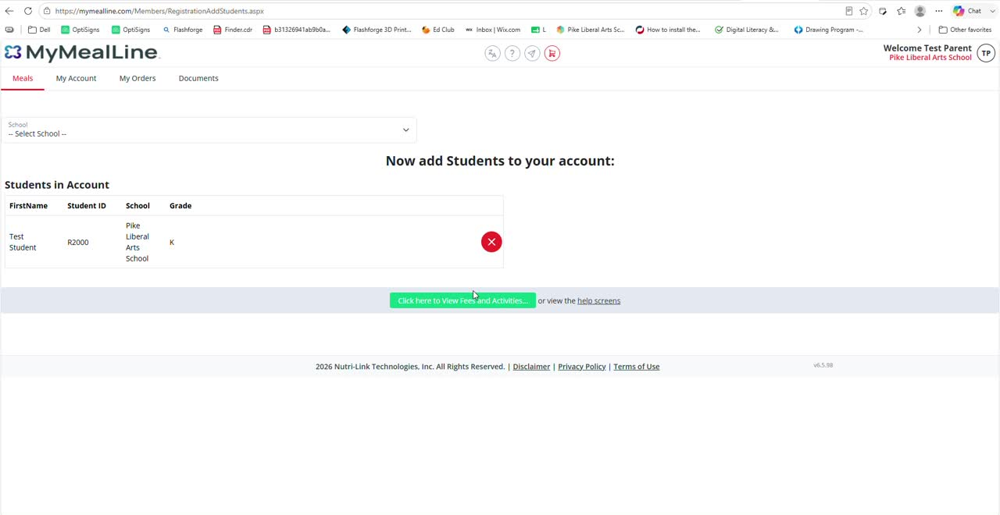 https://mymealline.com/Members/RegistrationAddStudents.aspx
Chat
Dell
OptiSigns
OptiSigns
Flashforge
Finder.cdr
b31326941ab9b0a...
Flashforge 3D Print...
Ed Club
Inbox | Wix.com
L
Pike Liberal Arts Sc...
How to install the...
Digital Literacy &...
Drawing Program -...
Other favorites
MyMealLine
Welcome Test Parent
Pike Liberal Arts School
TP
Meals
My Account
My Orders
Documents
School
-- Select School --
Now add Students to your account:
Students in Account
FirstName Student ID School Grade
Test Student
R2000
Pike Liberal Arts School
K
Click here to View Fees and Activities... or view the help screens
2026 Nutri-Link Technologies, Inc. All Rights Reserved. | Disclaimer | Privacy Policy | Terms of Use
v6.5.98